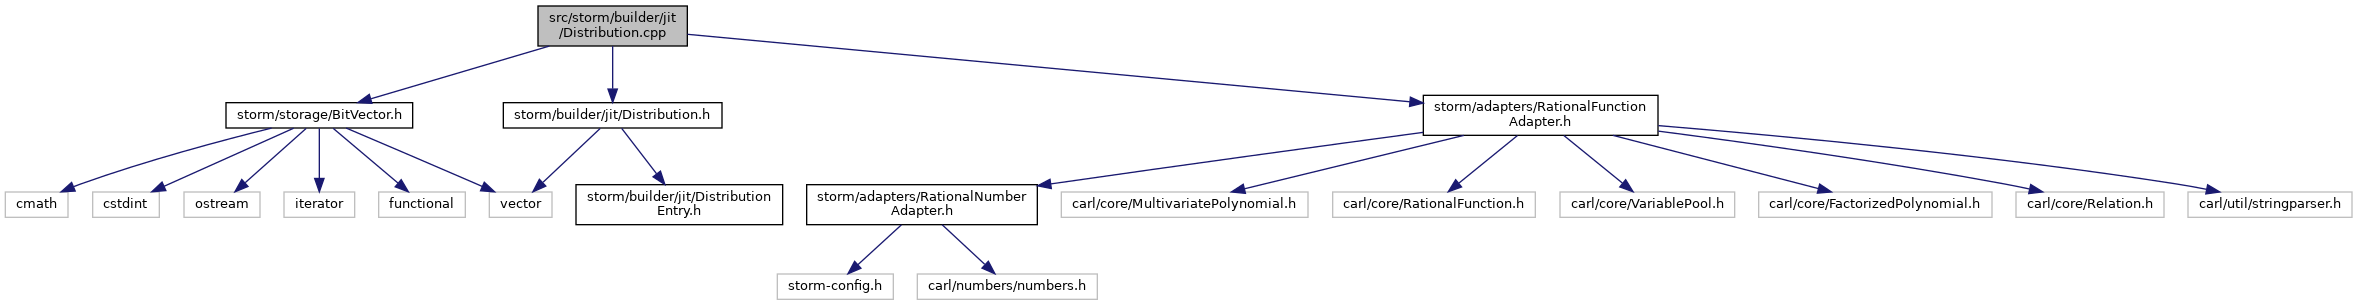 src/storm/builder/jit
/Distribution.cpp
storm/storage/BitVector.h
storm/builder/jit/Distribution.h
storm/adapters/RationalFunction
Adapter.h
cmath
cstdint
ostream
iterator
functional
vector
storm/builder/jit/Distribution
Entry.h
storm/adapters/RationalNumber
Adapter.h
carl/core/MultivariatePolynomial.h
carl/core/RationalFunction.h
carl/core/VariablePool.h
carl/core/FactorizedPolynomial.h
carl/core/Relation.h
carl/util/stringparser.h
storm-config.h
carl/numbers/numbers.h